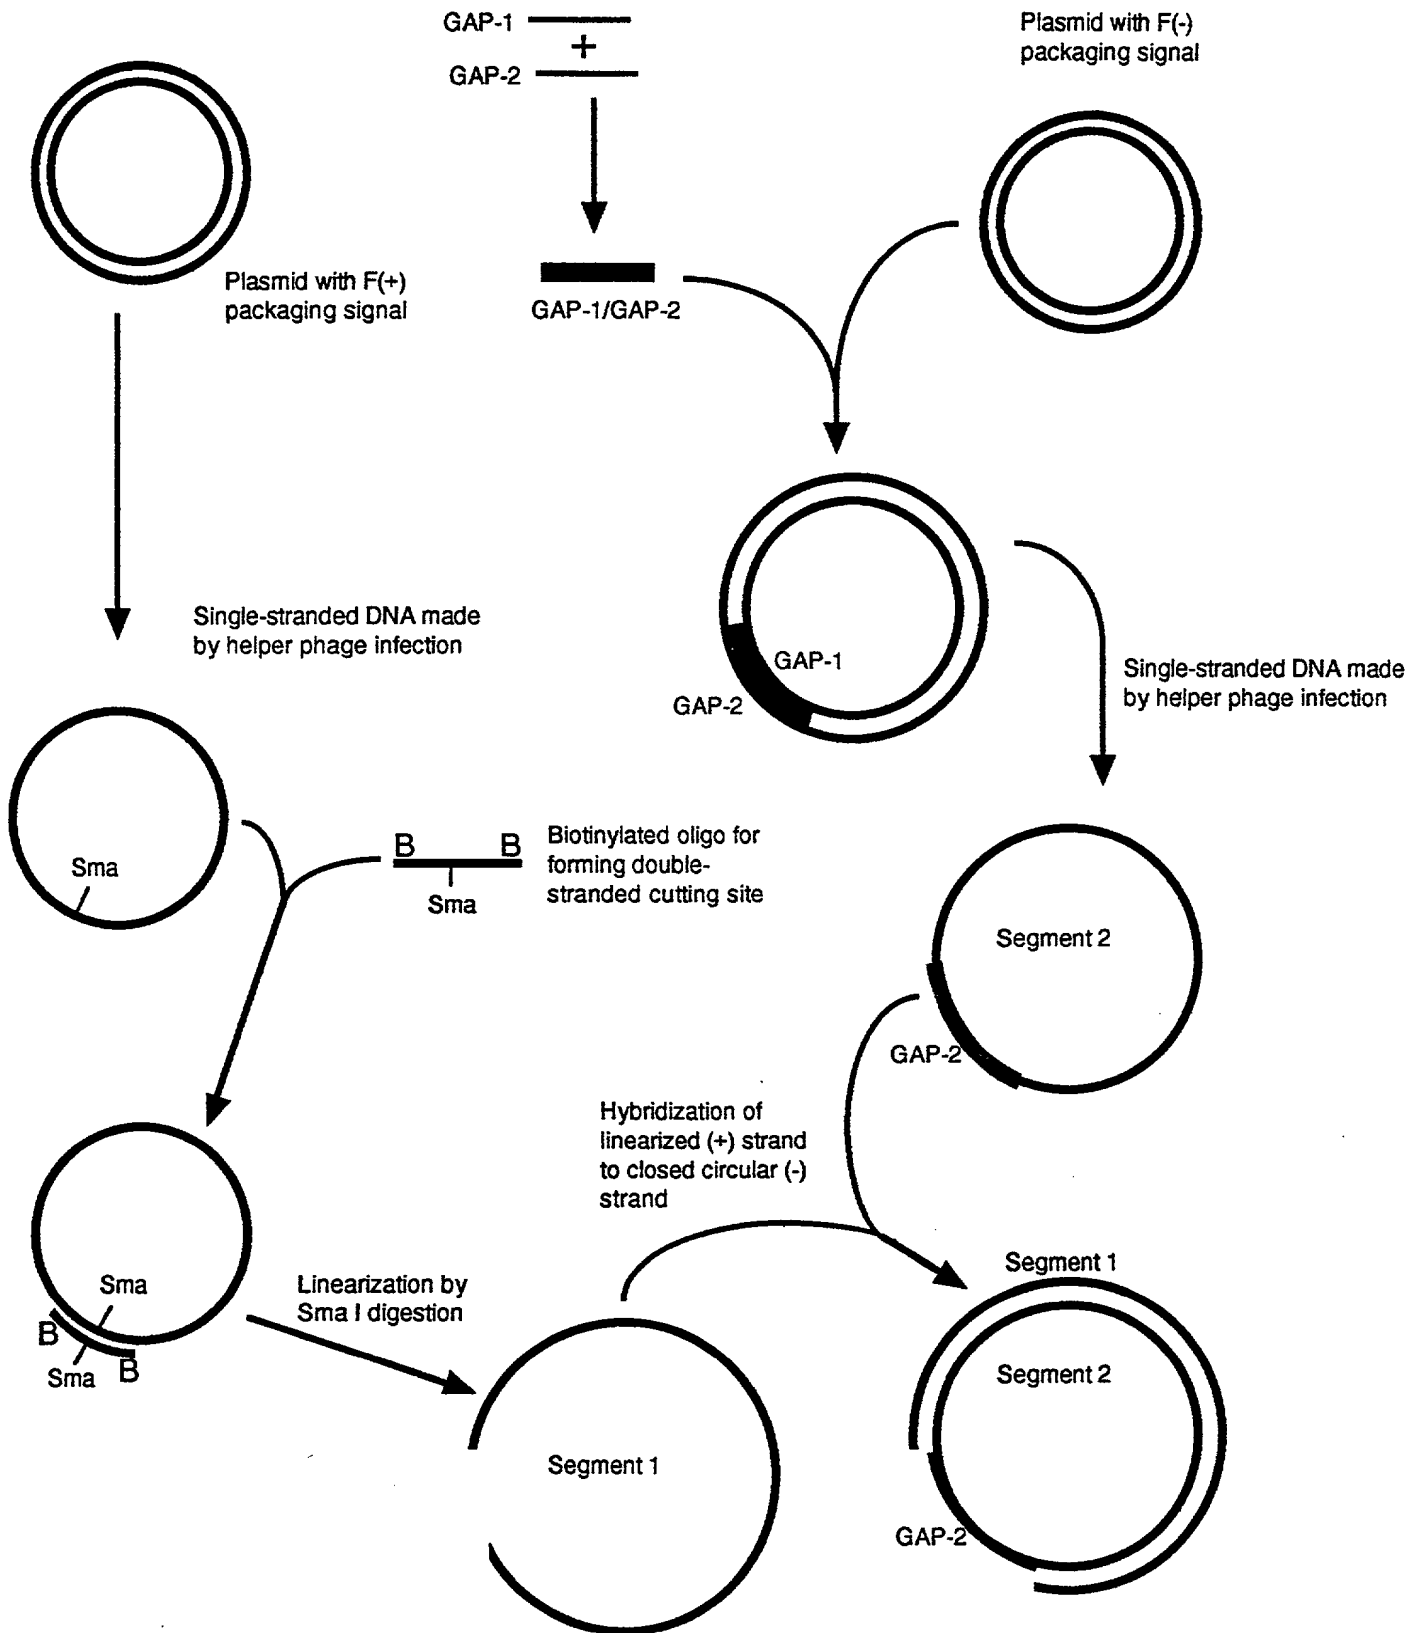 GAP-1
+
GAP-2
Plasmid with F(-)
packaging signal
Plasmid with F(+)
packaging signal
GAP-1/GAP-2
Single-stranded DNA made
by helper phage infection
GAP-1
GAP-2
Single-stranded DNA made
by helper phage infection
Sma
B B
Sma
Biotinylated oligo for
forming double-
stranded cutting site
Segment 2
GAP-2
Hybridization of
linearized (+) strand
to closed circular (-)
strand
Sma
B
Sma
B
Linearization by
Sma I digestion
Segment 1
Segment 1
Segment 2
GAP-2